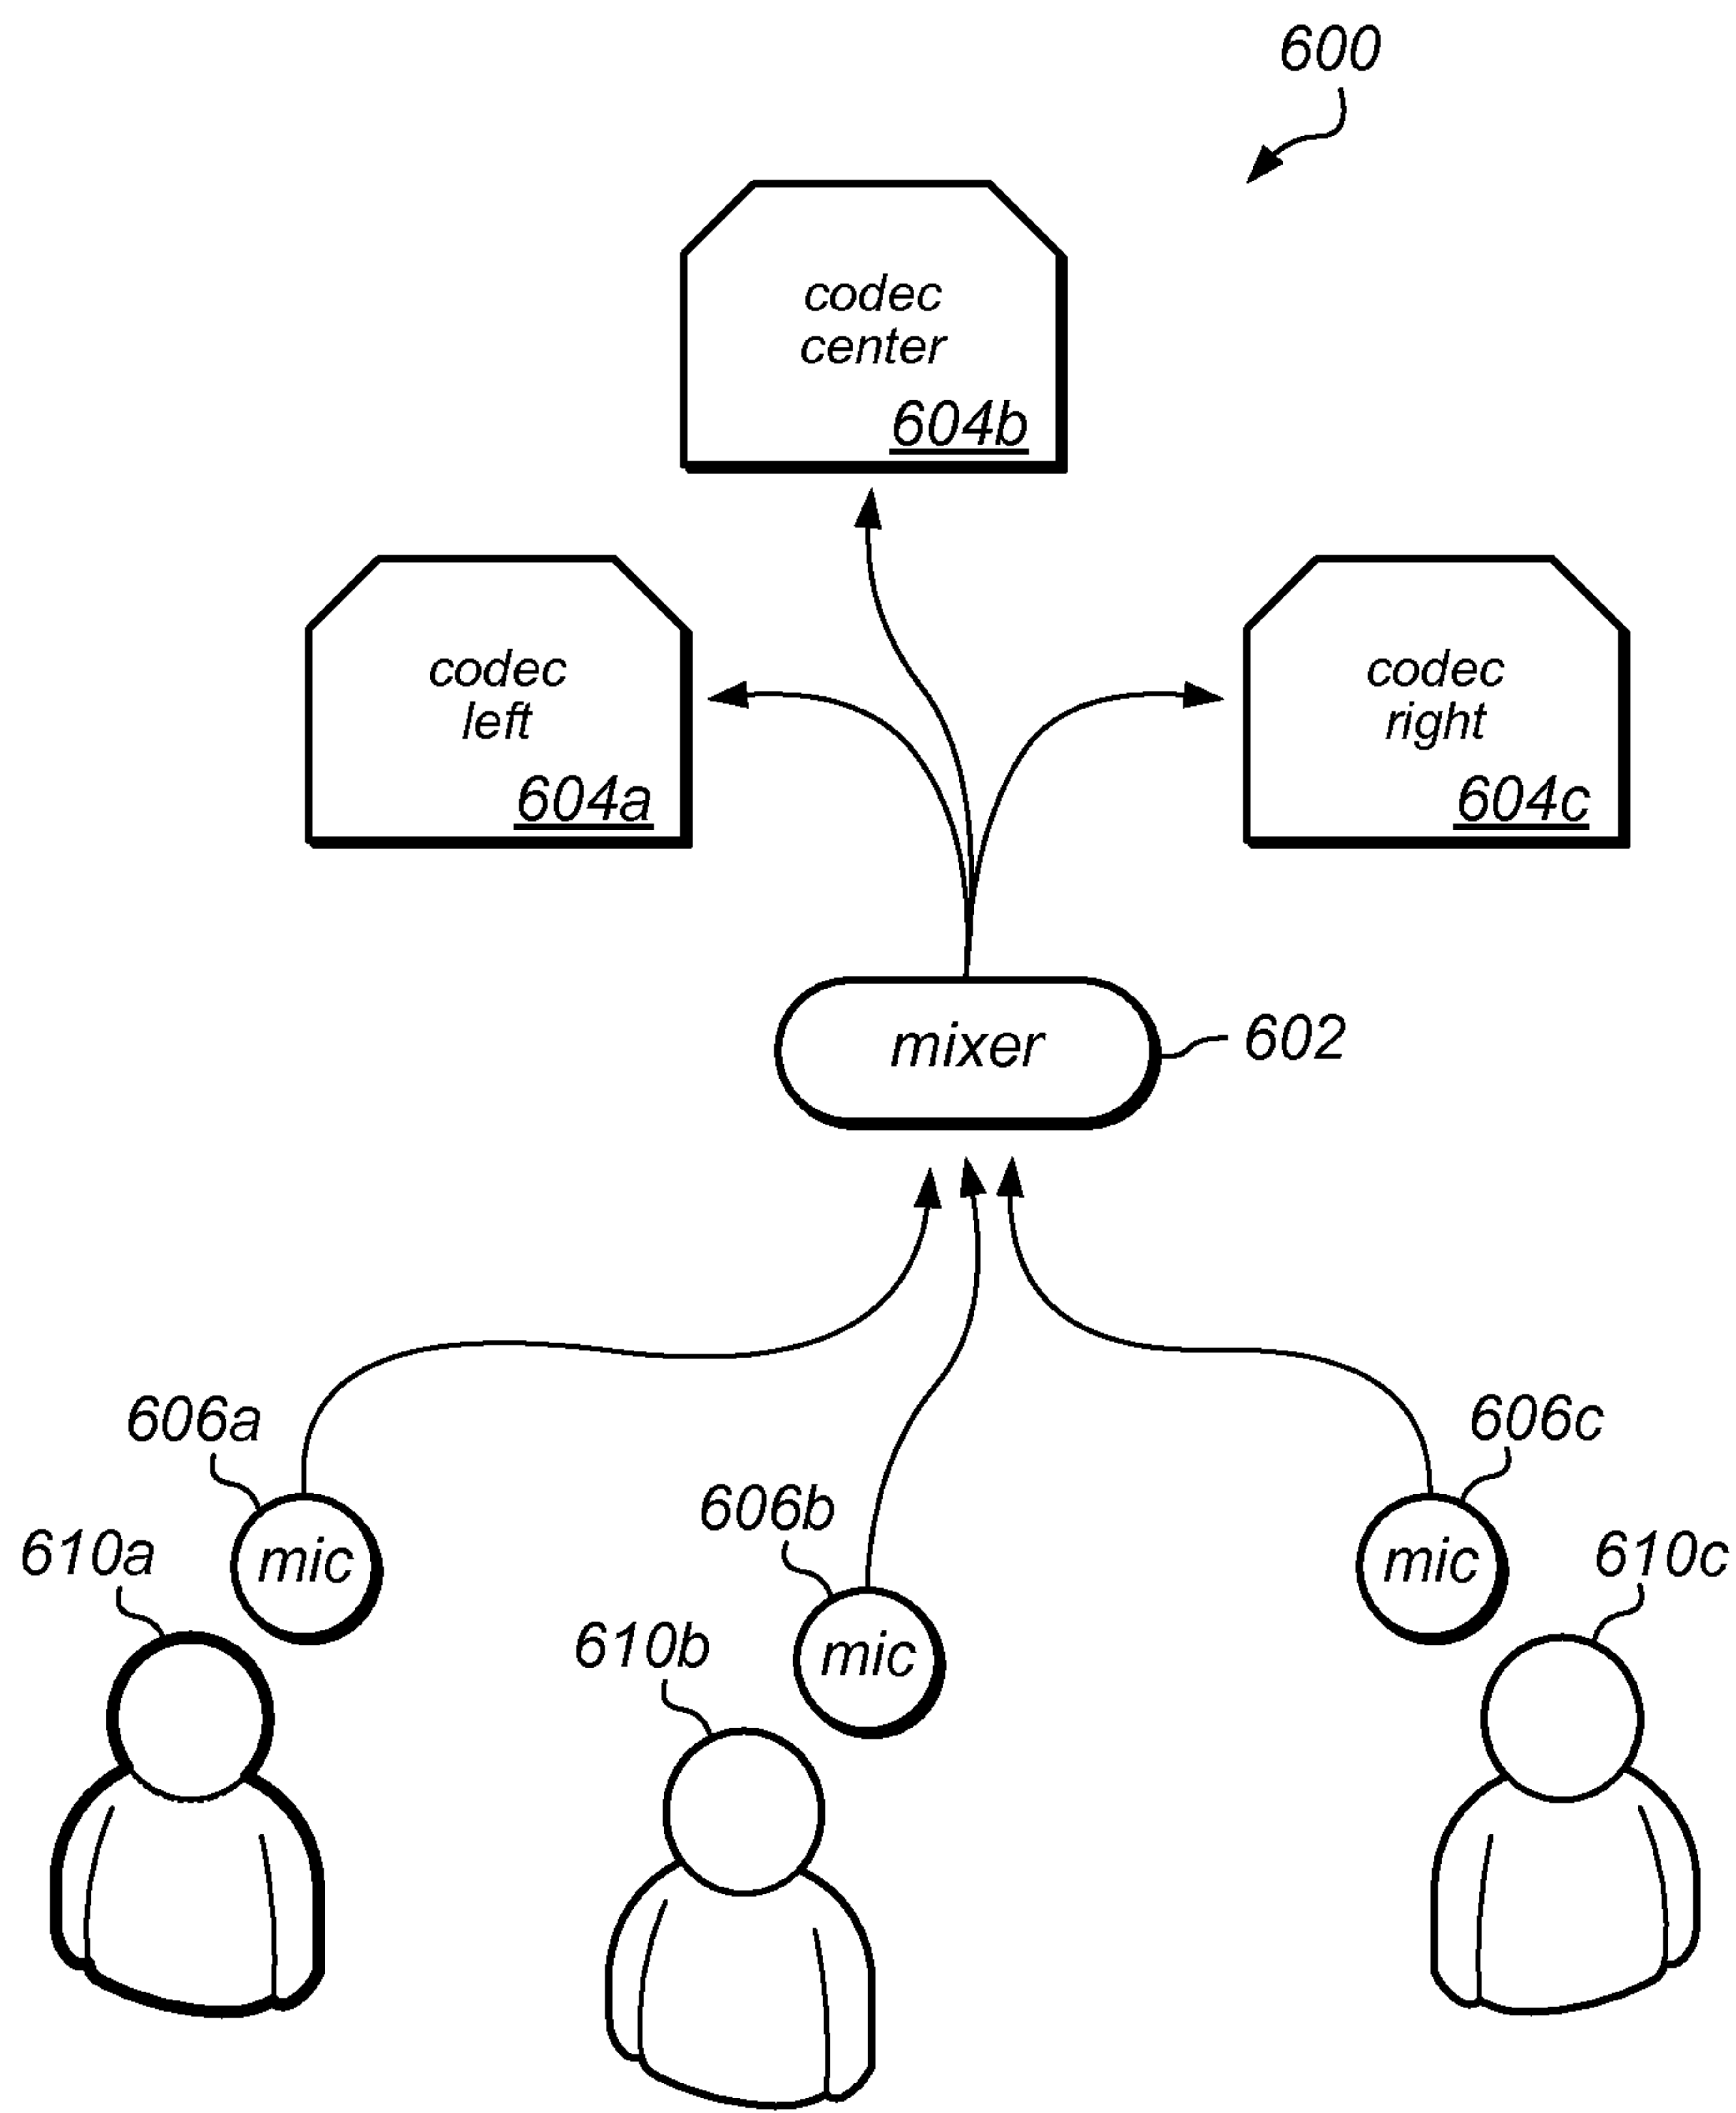 600
codec
center
604b
codec
left
604a
codec
right
604c
mixer
602
606a
mic
610a
606b
mic
610b
606c
mic
610c